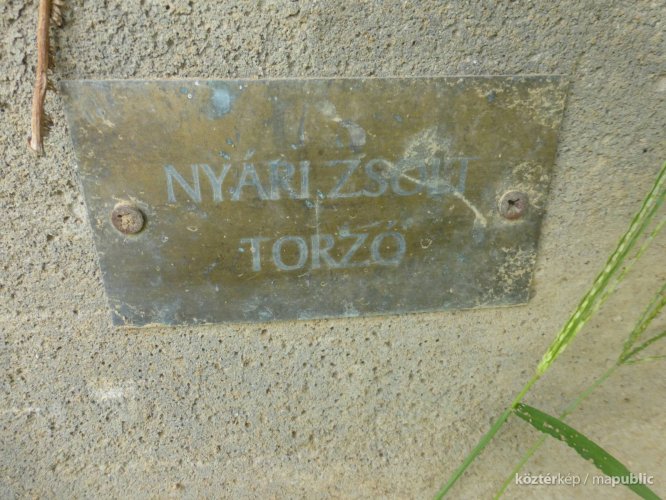 NYÁRI ZSOLT
TORZÓ
köztérkép / mapublic